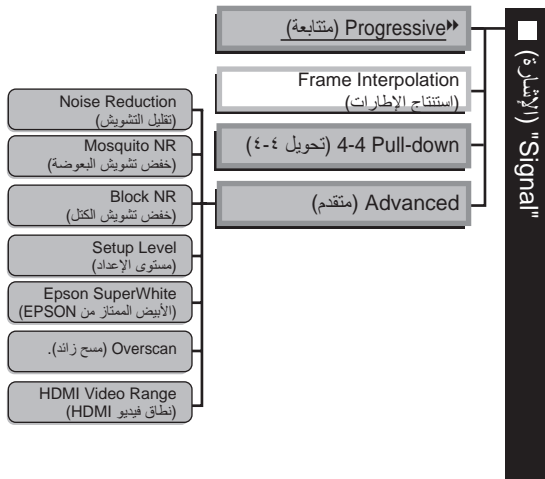 ■ "Signal" (الإشارة)
Progressive (متتابعة)
Frame Interpolation
(استنتاج الإطارات)
4-4 Pull-down (تحويل ٤-٤)
Advanced (متقدم)
Noise Reduction
(تقليل التشويش)
Mosquito NR
(خفض تشويش البعوضة)
Block NR
(خفض تشويش الكتل)
Setup Level
(مستوى الإعداد)
Epson SuperWhite
(الأبيض الممتاز من EPSON)
Overscan (مسح زائد).
HDMI Video Range
(نطاق فيديو HDMI)